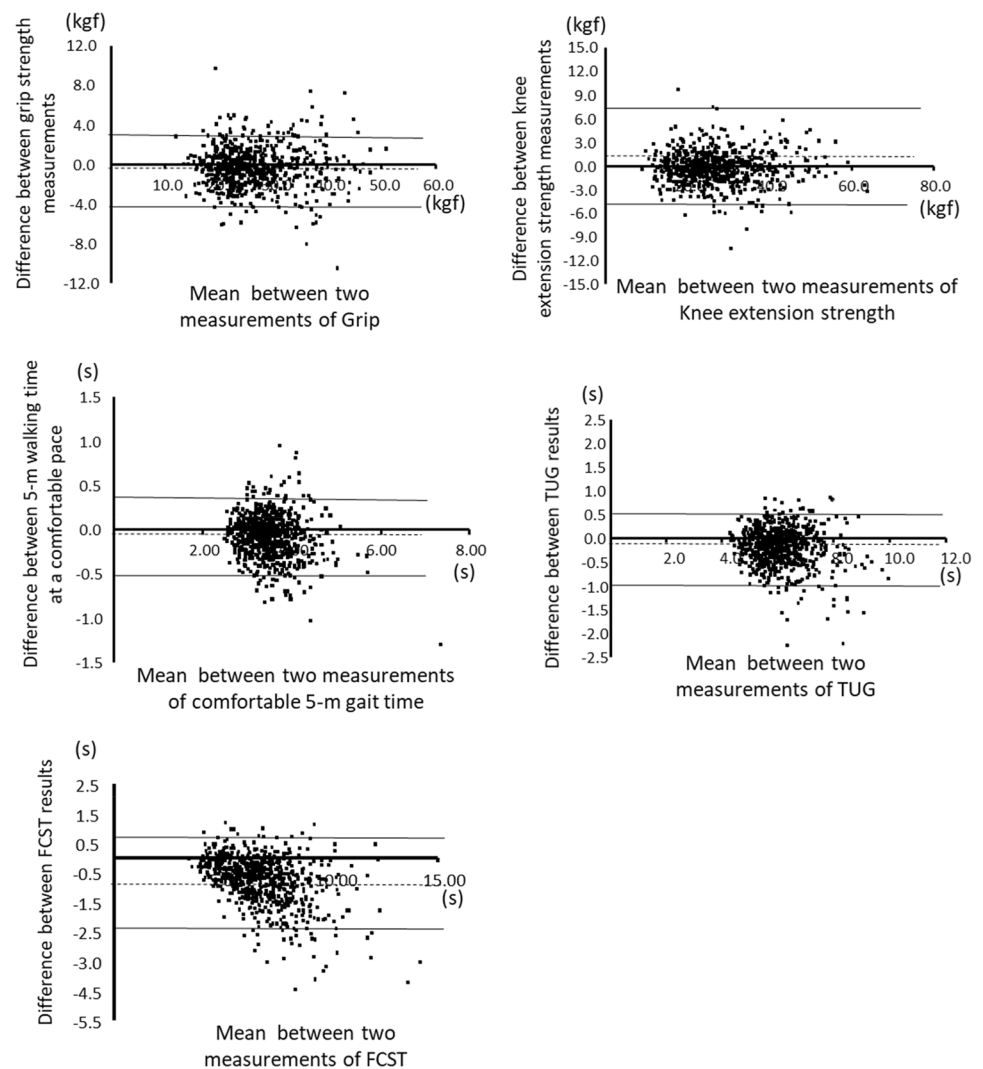 (kgf)
Difference between grip strength
measurements
12.0
8.0
4.0
0.0
-4.0
-8.0
-12.0
10.0
40.0
50.0
60.0
(kgf)
Mean between two
measurements of Grip
(kgf)
Difference between knee
extension strength measurements
15.0
12.0
9.0
6.0
3.0
0.0
-3.0
-6.0
-9.0
-12.0
-15.0
60.0
80.0
(kgf)
Mean between two measurements of
Knee extension strength
(s)
Difference between 5-m walking time
at a comfortable pace
1.5
1.0
0.5
0.0
-0.5
-1.0
-1.5
2.00
6.00
8.00
(s)
Mean between two measurements
of comfortable 5-m gait time
(s)
Difference between TUG results
2.5
2.0
1.5
1.0
0.5
0.0
-0.5
-1.0
-1.5
-2.0
-2.5
2.0
10.0
12.0
(s)
Mean between two
measurements of TUG
(s)
Difference between FCST results
2.5
1.5
0.5
-0.5
-1.5
-2.5
-3.0
-4.5
-5.5
10.00
15.00
(s)
Mean between two
measurements of FCST